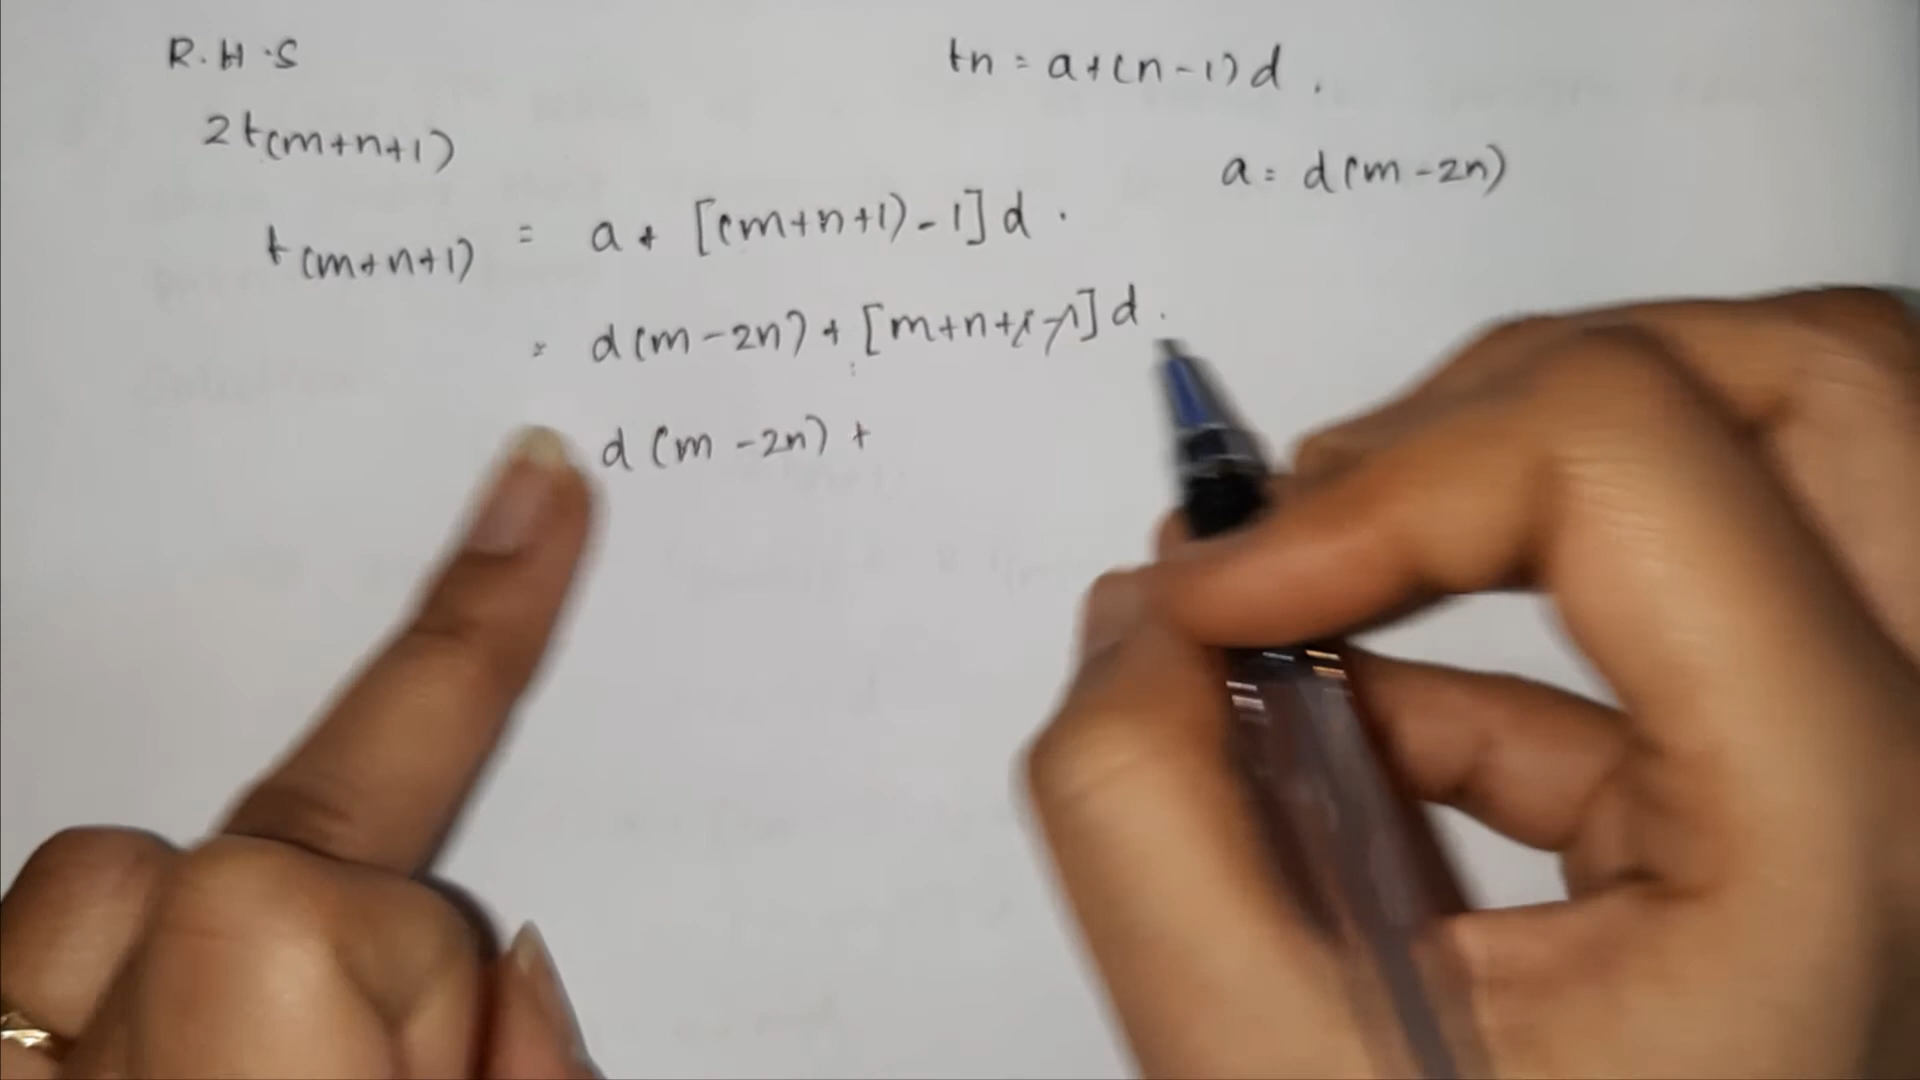 R.H.S
tn = a+(n-1)d.
2t(m+n+1)
a = d(m-2n)
t(m+n+1) = a + [(m+n+1)-1]d.
= d(m-2n) + [m+n+1-1]d.
d(m-2n) +